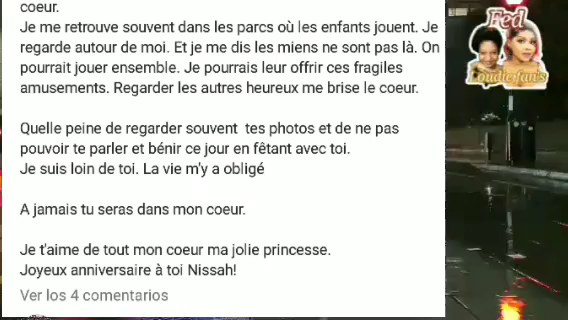 coeur.
Je me retrouve souvent dans les parcs où les enfants jouent. Je
regarde autour de moi. Et je me dis les miens ne sont pas là. On
pourrait jouer ensemble. Je pourrais leur offrir ces fragiles
amusements. Regarder les autres heureux me brise le coeur.
Quelle peine de regarder souvent tes photos et de ne pas
pouvoir te parler et bénir ce jour en fêtant avec toi.
Je suis loin de toi. La vie m'y a obligé
A jamais tu seras dans mon coeur.
Je t'aime de tout mon coeur ma jolie princesse.
Joyeux anniversaire à toi Nissah!
Ver los 4 comentarios
Fed
Loudie fan's